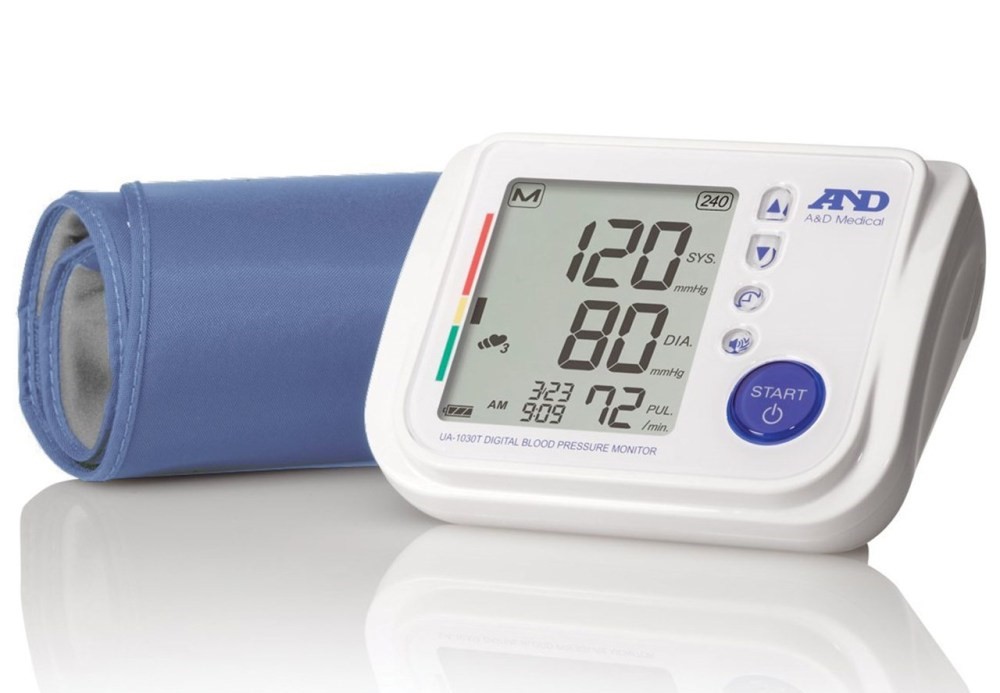 M
240
120
SYS.
mmHg
80
DIA.
mmHg
3
AM
3/23
9:09
72
PUL.
/min.
UA-1030T DIGITAL BLOOD PRESSURE MONITOR
AND
A&D Medical
START